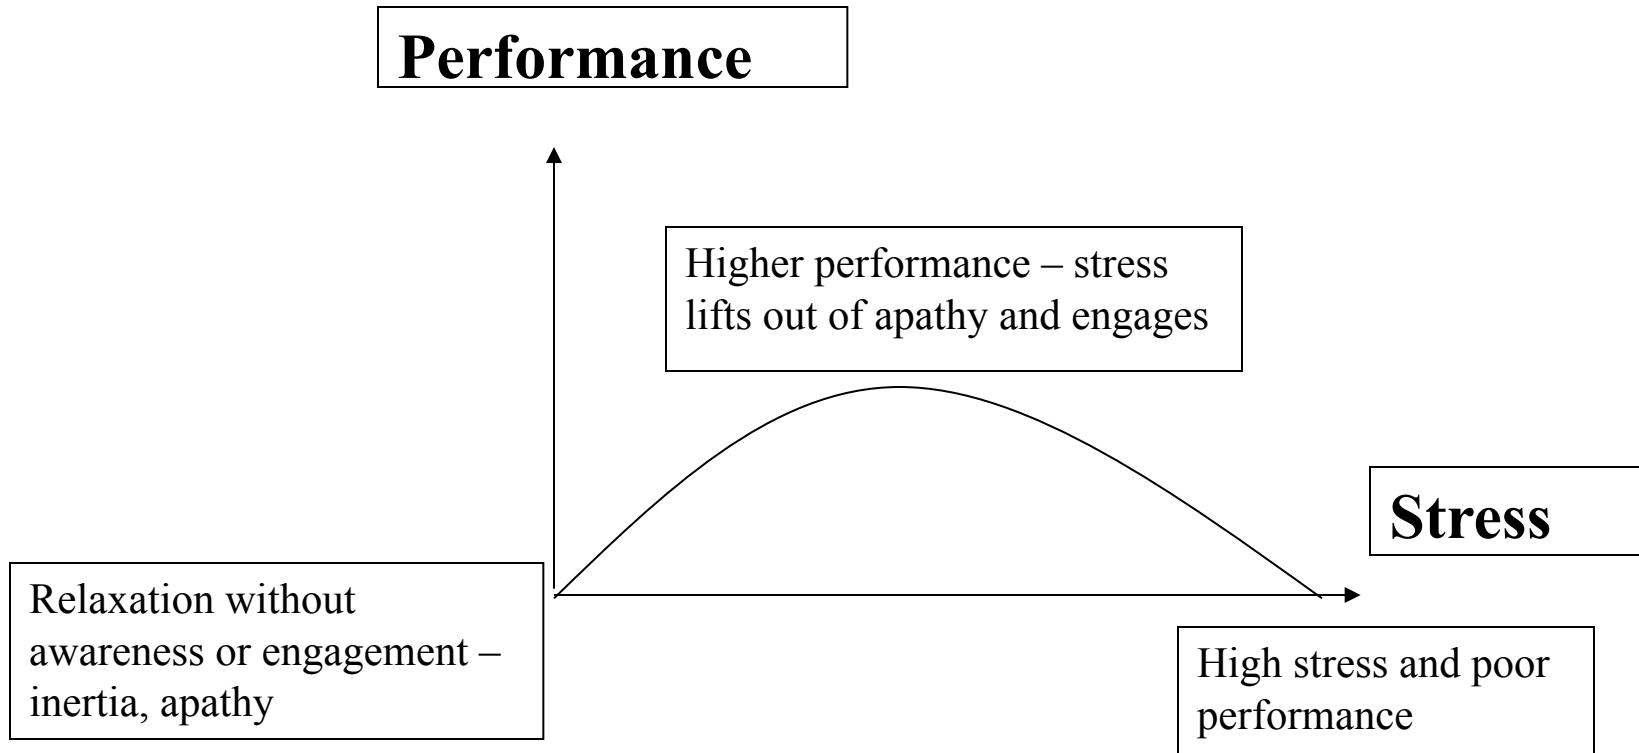 Performance
Higher performance – stress
lifts out of apathy and engages
Stress
Relaxation without
awareness or engagement –
inertia, apathy
High stress and poor
performance